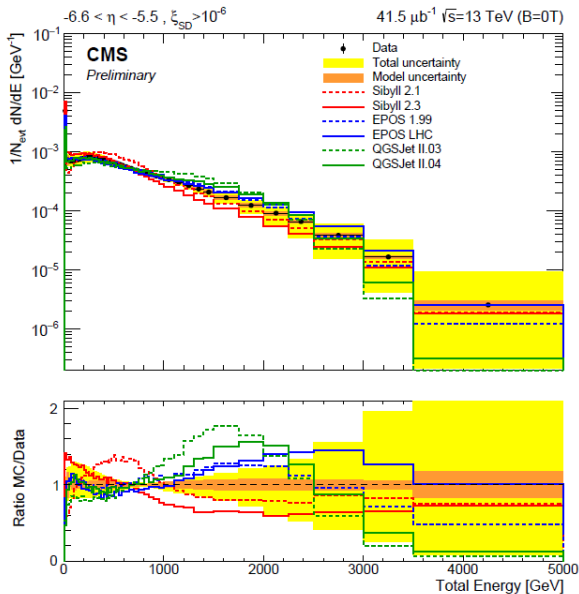 -6.6 < η < -5.5 , ξSD>10⁻⁶ 41.5 μb⁻¹ √s=13 TeV (B=0T)
1/Nevt dN/dE [GeV⁻¹]
10⁻¹
10⁻²
10⁻³
10⁻⁴
10⁻⁵
10⁻⁶
CMS
Preliminary
Data
Total uncertainty
Model uncertainty
Sibyll 2.1
Sibyll 2.3
EPOS 1.99
EPOS LHC
QGSJet II.03
QGSJet II.04
Ratio MC/Data
2
1
0
0 1000 2000 3000 4000 5000
Total Energy [GeV]